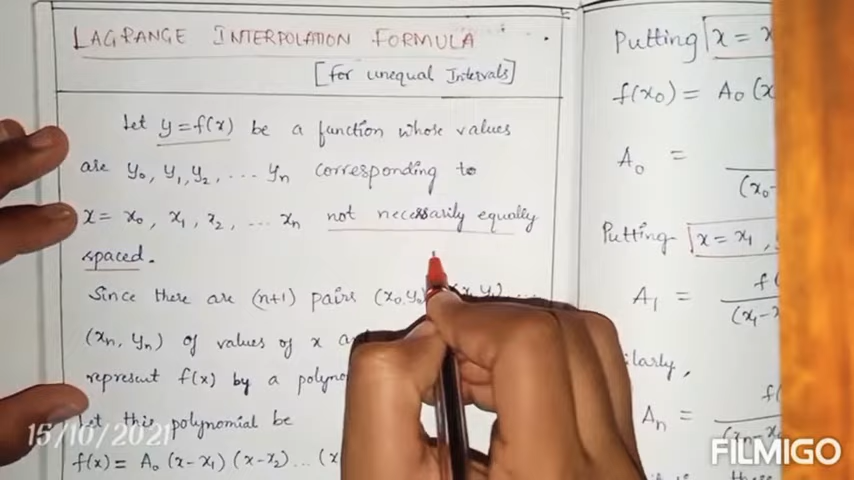 LAGRANGE INTERPOLATION FORMULA
[for unequal Intervals]
Let y = f(x) be a function whose values
are y₀, y₁, y₂, ... yₙ corresponding to
x = x₀, x₁, x₂, ... xₙ not necessarily equally
spaced.
Since there are (n+1) pairs (x₀, y₀)
(xₙ, yₙ) of values of x
represent f(x) by a
this polynomial be
f(x) = A₀ (x-x₁) (x-x₂) ...
Putting x =
f(x₀) = A₀
A₀ =
(x₀-
Putting x = x₁,
A₁ =
(x₁-
Aₙ =
15/10/2021
FILMIGO